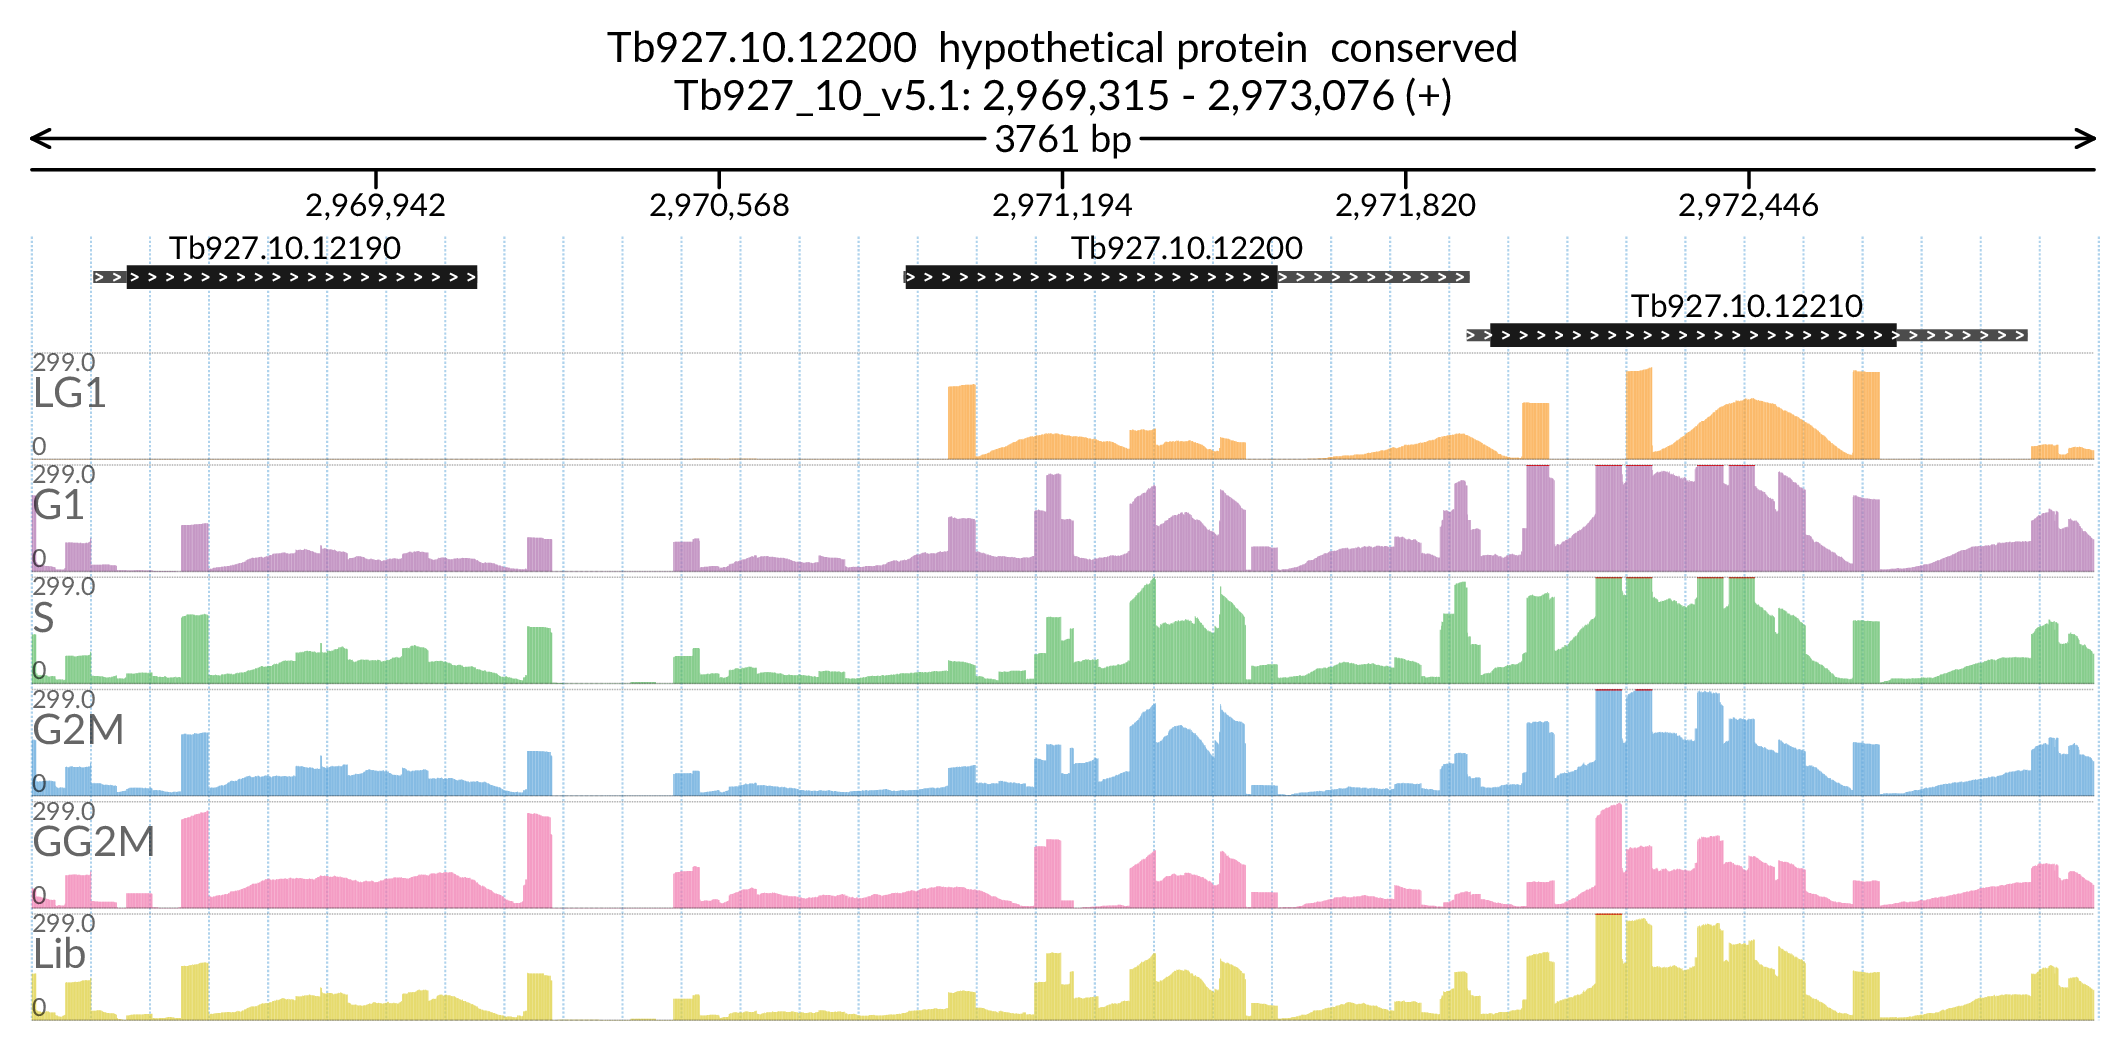 Tb927.10.12200 hypothetical protein conserved
Tb927_10_v5.1: 2,969,315 - 2,973,076 (+)
3761 bp
2,969,942 2,970,568 2,971,194 2,971,820 2,972,446
Tb927.10.12190 Tb927.10.12200
Tb927.10.12210
299.0
LG1
0
299.0
G1
0
299.0
S
0
299.0
G2M
0
299.0
GG2M
0
299.0
Lib
0